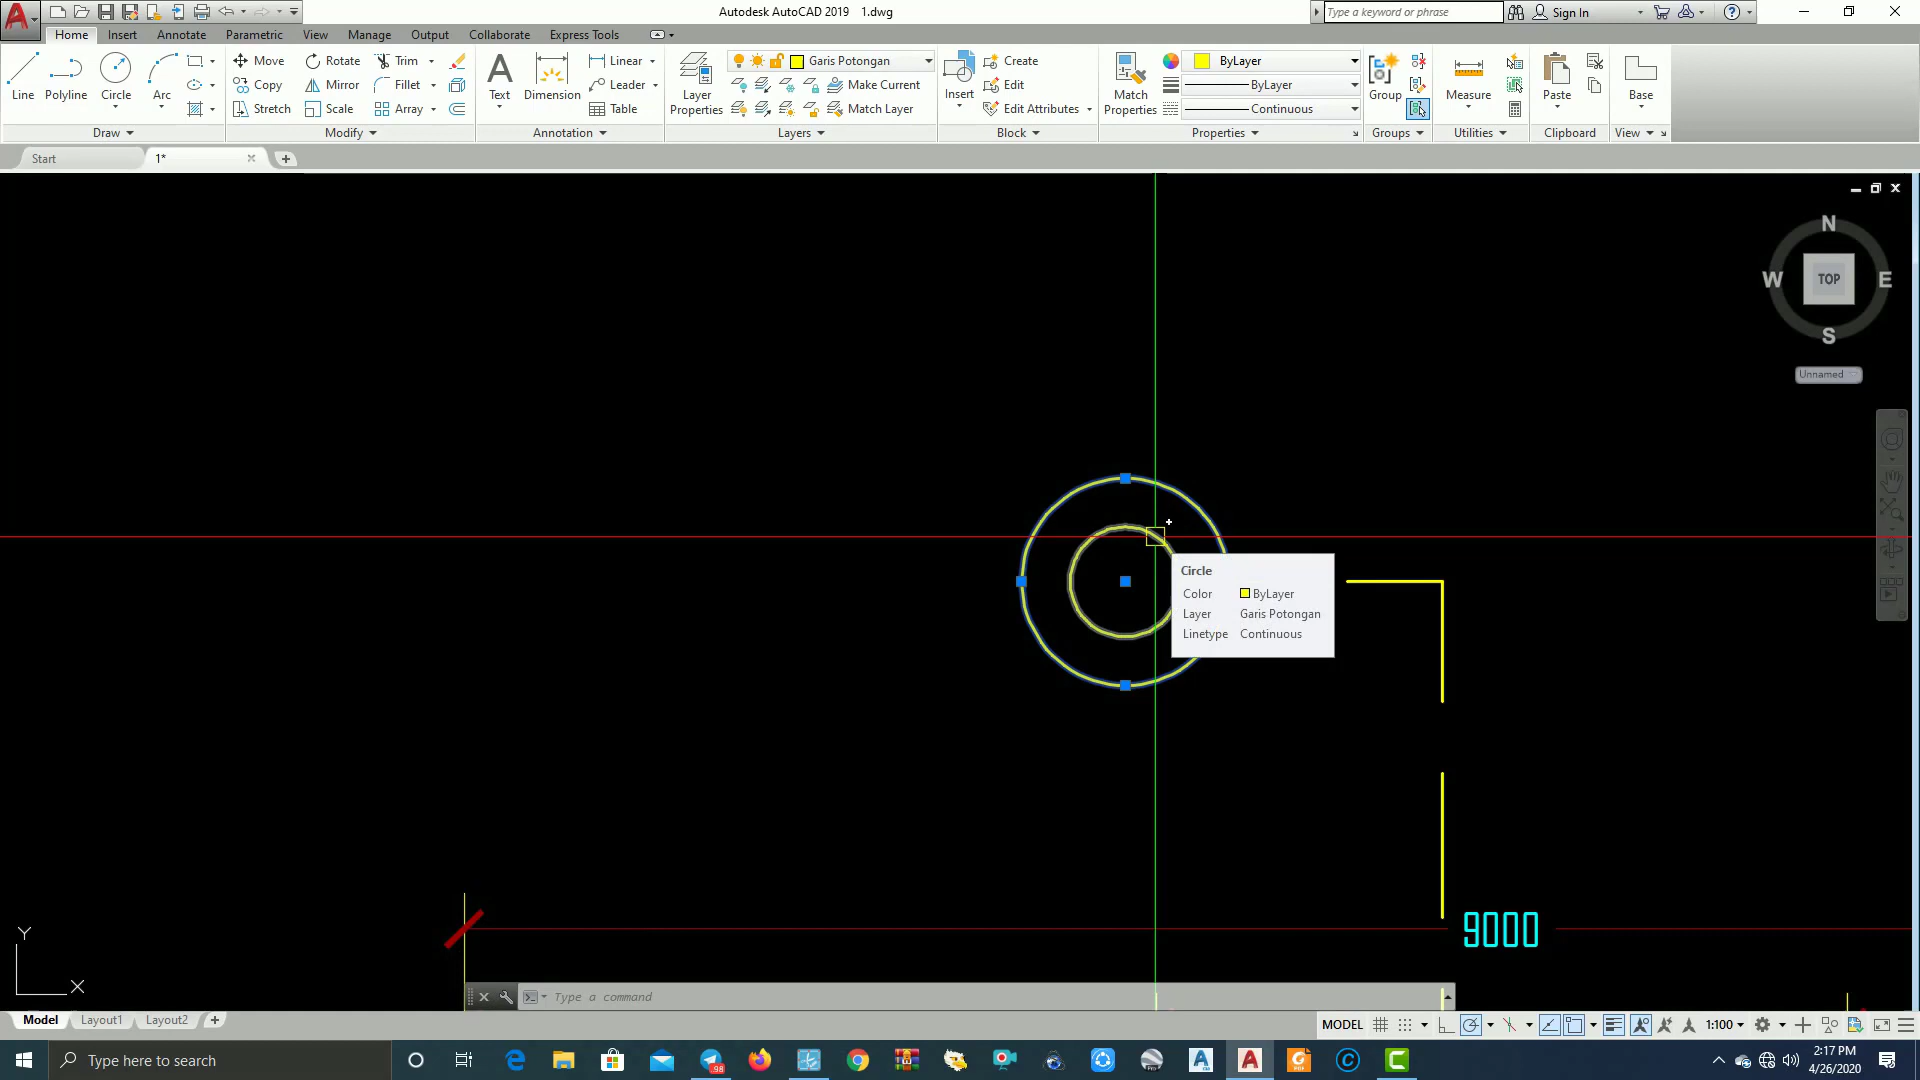 Autodesk AutoCAD 2019 1.dwg
Type a keyword or phrase
Sign In
Home Insert Annotate Parametric View Manage Output Collaborate Express Tools
Line
Polyline
Circle
Arc
Draw
Move Rotate Trim
Copy Mirror Fillet
Stretch Scale Array
Modify
Text
Dimension
Linear
Leader
Table
Annotation
Layer
Properties
Garis Potongan
Make Current
Match Layer
Layers
Insert
Create
Edit
Edit Attributes
Block
Match
Properties
ByLayer
ByLayer
Continuous
Properties
Group
Groups
Measure
Utilities
Paste
Clipboard
Base
View
Start
1*
N
W
TOP
E
S
Unnamed
Circle
Color ByLayer
Layer Garis Potongan
Linetype Continuous
9000
Y
X
Type a command
Model Layout1 Layout2
MODEL
1:100
Type here to search
98
2:17 PM
4/26/2020